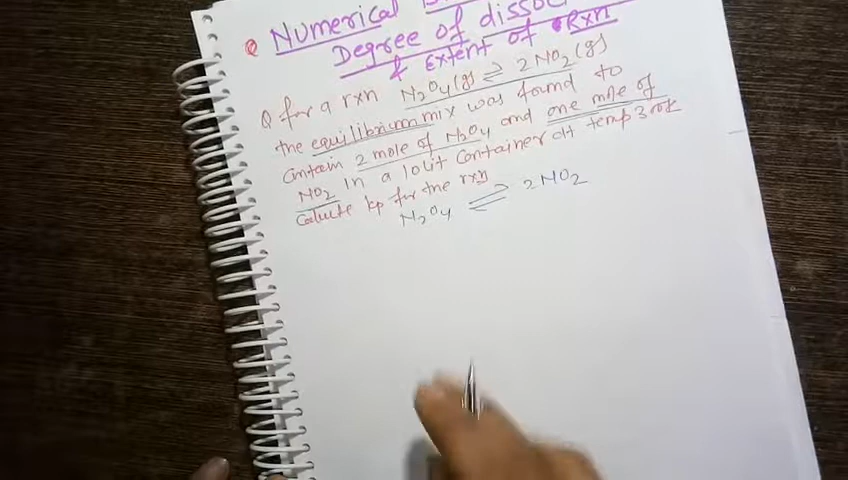 Q Numerical
Degree of disso
& Extent of Rxn
Q for a rxn N₂O₄(g) ⇌ 2NO₂(g)
the equilibrium mix was found to
Contain 2 mole of N₂O₄ and one mole of
NO₂ in a 10lit Container at temp 3
Calculate kp for the rxn
N₂O₄ ⇌ 2NO₂